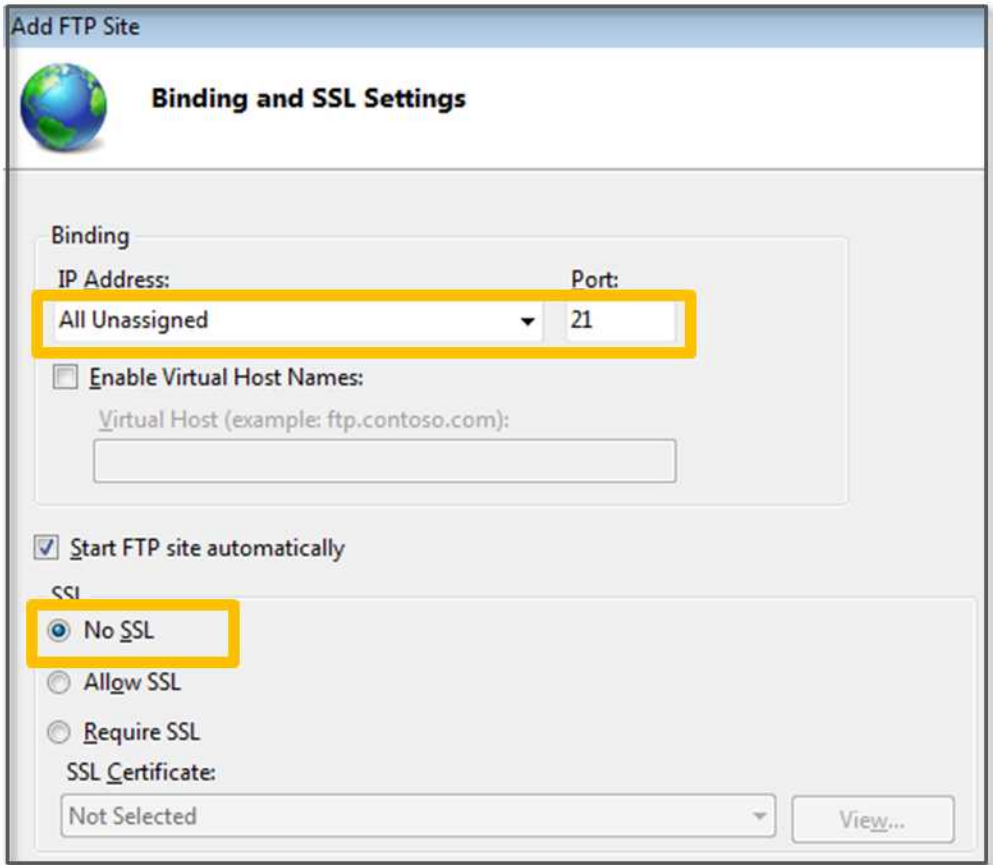 Add FTP Site
Binding and SSL Settings
Binding
IP Address:
Port:
All Unassigned
21
Enable Virtual Host Names:
Virtual Host (example: ftp.contoso.com):
Start FTP site automatically
SSL
No SSL
Allow SSL
Require SSL
SSL Certificate:
Not Selected
View...